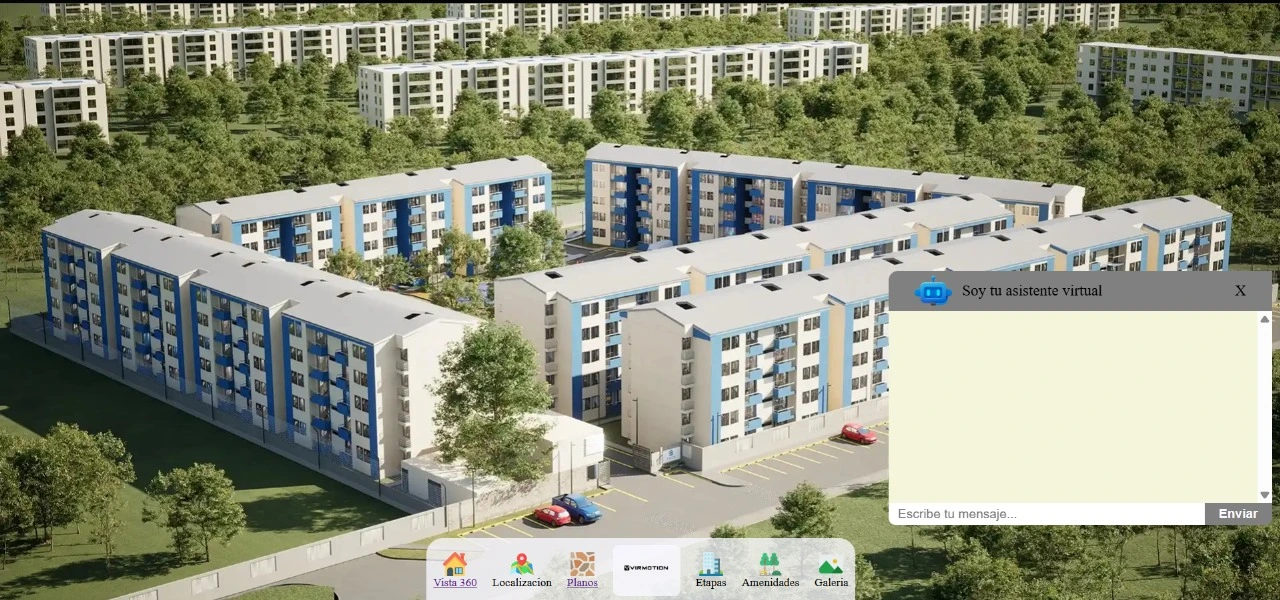 Soy tu asistente virtual
X
Escribe tu mensaje...
Enviar
Vista 360
Localizacion
Planos
VIRMOTION
Etapas
Amenidades
Galeria